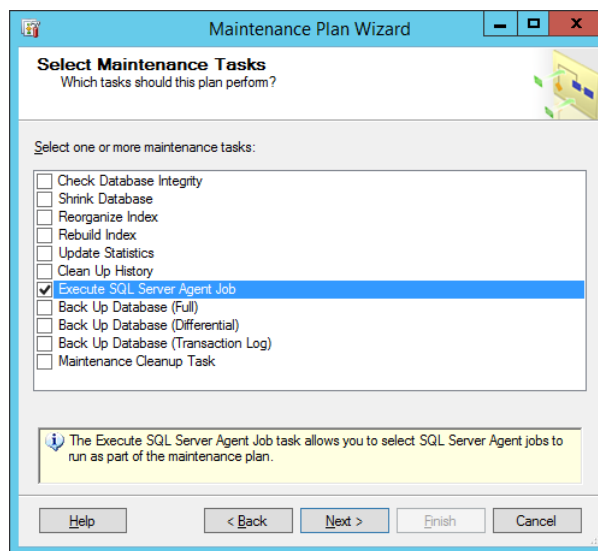 Maintenance Plan Wizard
Select Maintenance Tasks
Which tasks should this plan perform?
Select one or more maintenance tasks:
Check Database Integrity
Shrink Database
Reorganize Index
Rebuild Index
Update Statistics
Clean Up History
Execute SQL Server Agent Job
Back Up Database (Full)
Back Up Database (Differential)
Back Up Database (Transaction Log)
Maintenance Cleanup Task
The Execute SQL Server Agent Job task allows you to select SQL Server Agent jobs to
run as part of the maintenance plan.
Help < Back Next > Finish Cancel